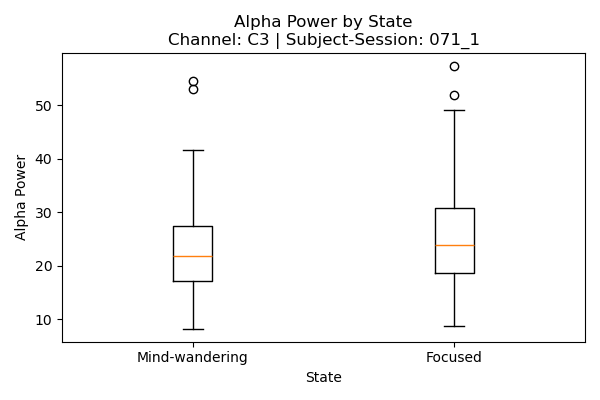 Alpha Power by State
Channel: C3 | Subject-Session: 071_1
Alpha Power
50
40
30
20
10
Mind-wandering
Focused
State